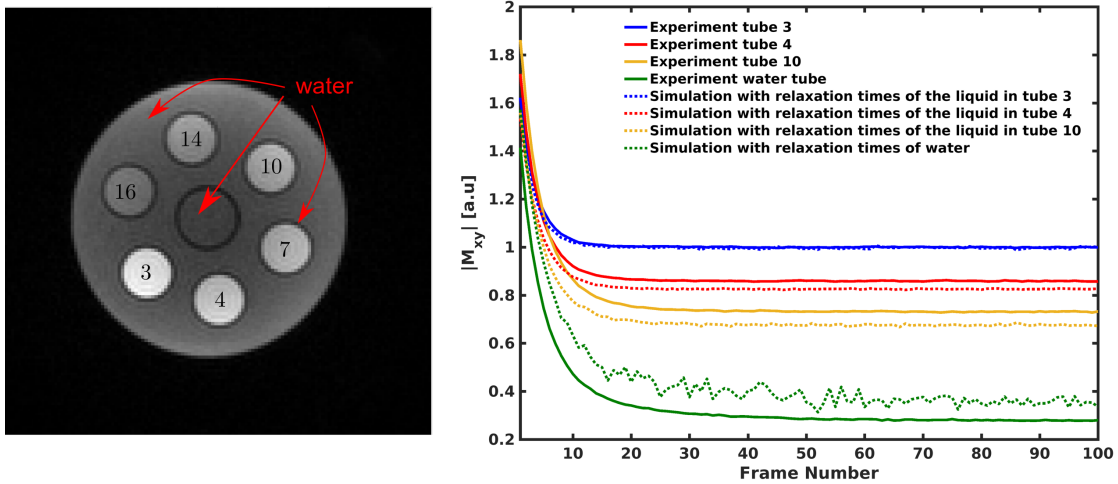 water
14
10
16
7
3
4
2
1.8
1.6
1.4
1.2
1
0.8
0.6
0.4
0.2
|Mxy| [a.u]
Experiment tube 3
Experiment tube 4
Experiment tube 10
Experiment water tube
Simulation with relaxation times of the liquid in tube 3
Simulation with relaxation times of the liquid in tube 4
Simulation with relaxation times of the liquid in tube 10
Simulation with relaxation times of water
10 20 30 40 50 60 70 80 90 100
Frame Number